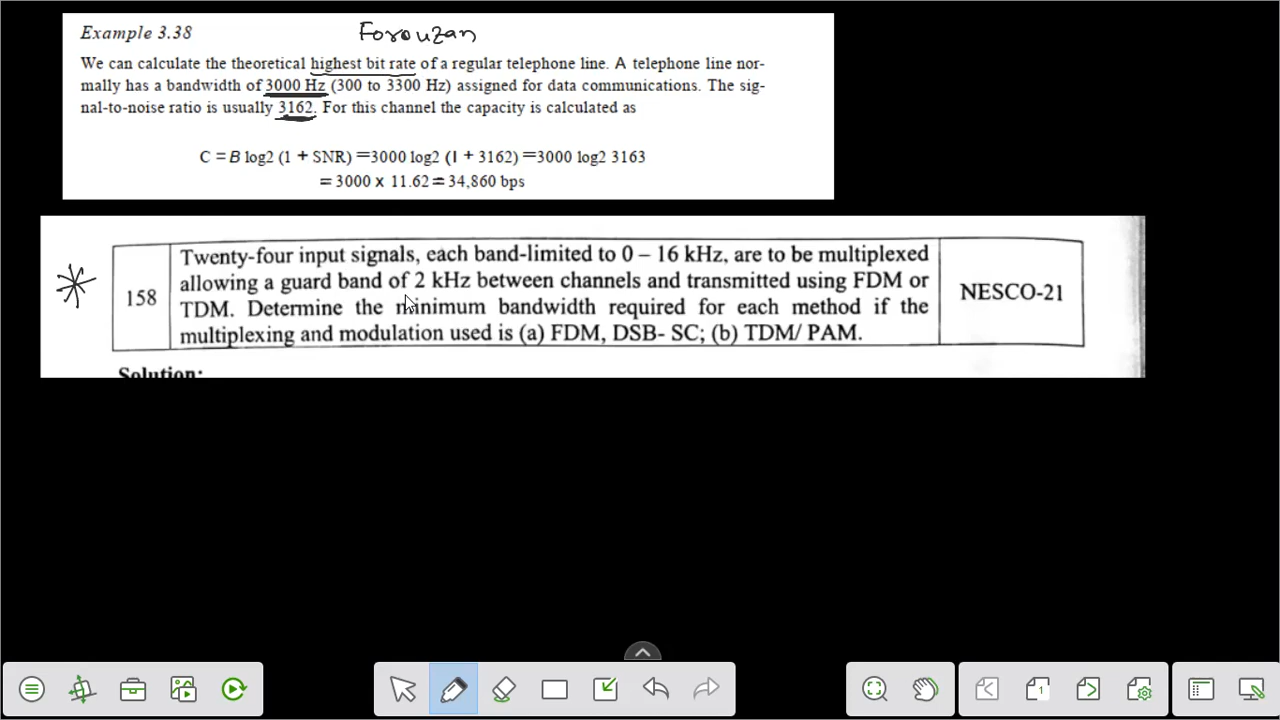 Example 3.38
Forouzan
We can calculate the theoretical highest bit rate of a regular telephone line. A telephone line nor-
mally has a bandwidth of 3000 Hz (300 to 3300 Hz) assigned for data communications. The sig-
nal-to-noise ratio is usually 3162. For this channel the capacity is calculated as
C = B log2 (1 + SNR) =3000 log2 (1 + 3162) =3000 log2 3163
= 3000 x 11.62 = 34,860 bps
158
Twenty-four input signals, each band-limited to 0 – 16 kHz, are to be multiplexed
allowing a guard band of 2 kHz between channels and transmitted using FDM or
TDM. Determine the minimum bandwidth required for each method if the
multiplexing and modulation used is (a) FDM, DSB- SC; (b) TDM/ PAM.
NESCO-21
Solution:
1